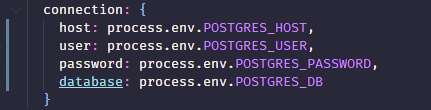 connection: {
host: process.env.POSTGRES_HOST,
user: process.env.POSTGRES_USER,
password: process.env.POSTGRES_PASSWORD,
database: process.env.POSTGRES_DB
}